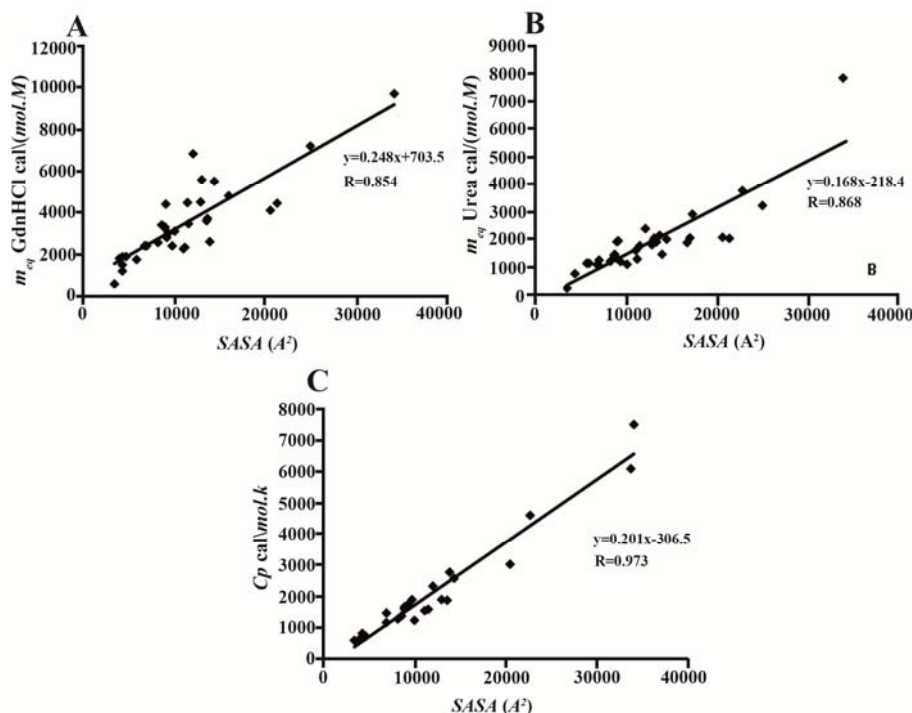 A
12000
10000
8000
6000
4000
2000
0
m_eq GdnHCl cal\(mol.M)
y=0.248x+703.5
R=0.854
0 10000 20000 30000 40000
SASA (A²)
B
9000
8000
7000
6000
5000
4000
3000
2000
1000
0
m_eq Urea cal/(mol.M)
y=0.168x-218.4
R=0.868
B
0 10000 20000 30000 40000
SASA (A²)
C
8000
7000
6000
5000
4000
3000
2000
1000
0
Cp cal\mol.k
y=0.201x-306.5
R=0.973
0 10000 20000 30000 40000
SASA (A²)